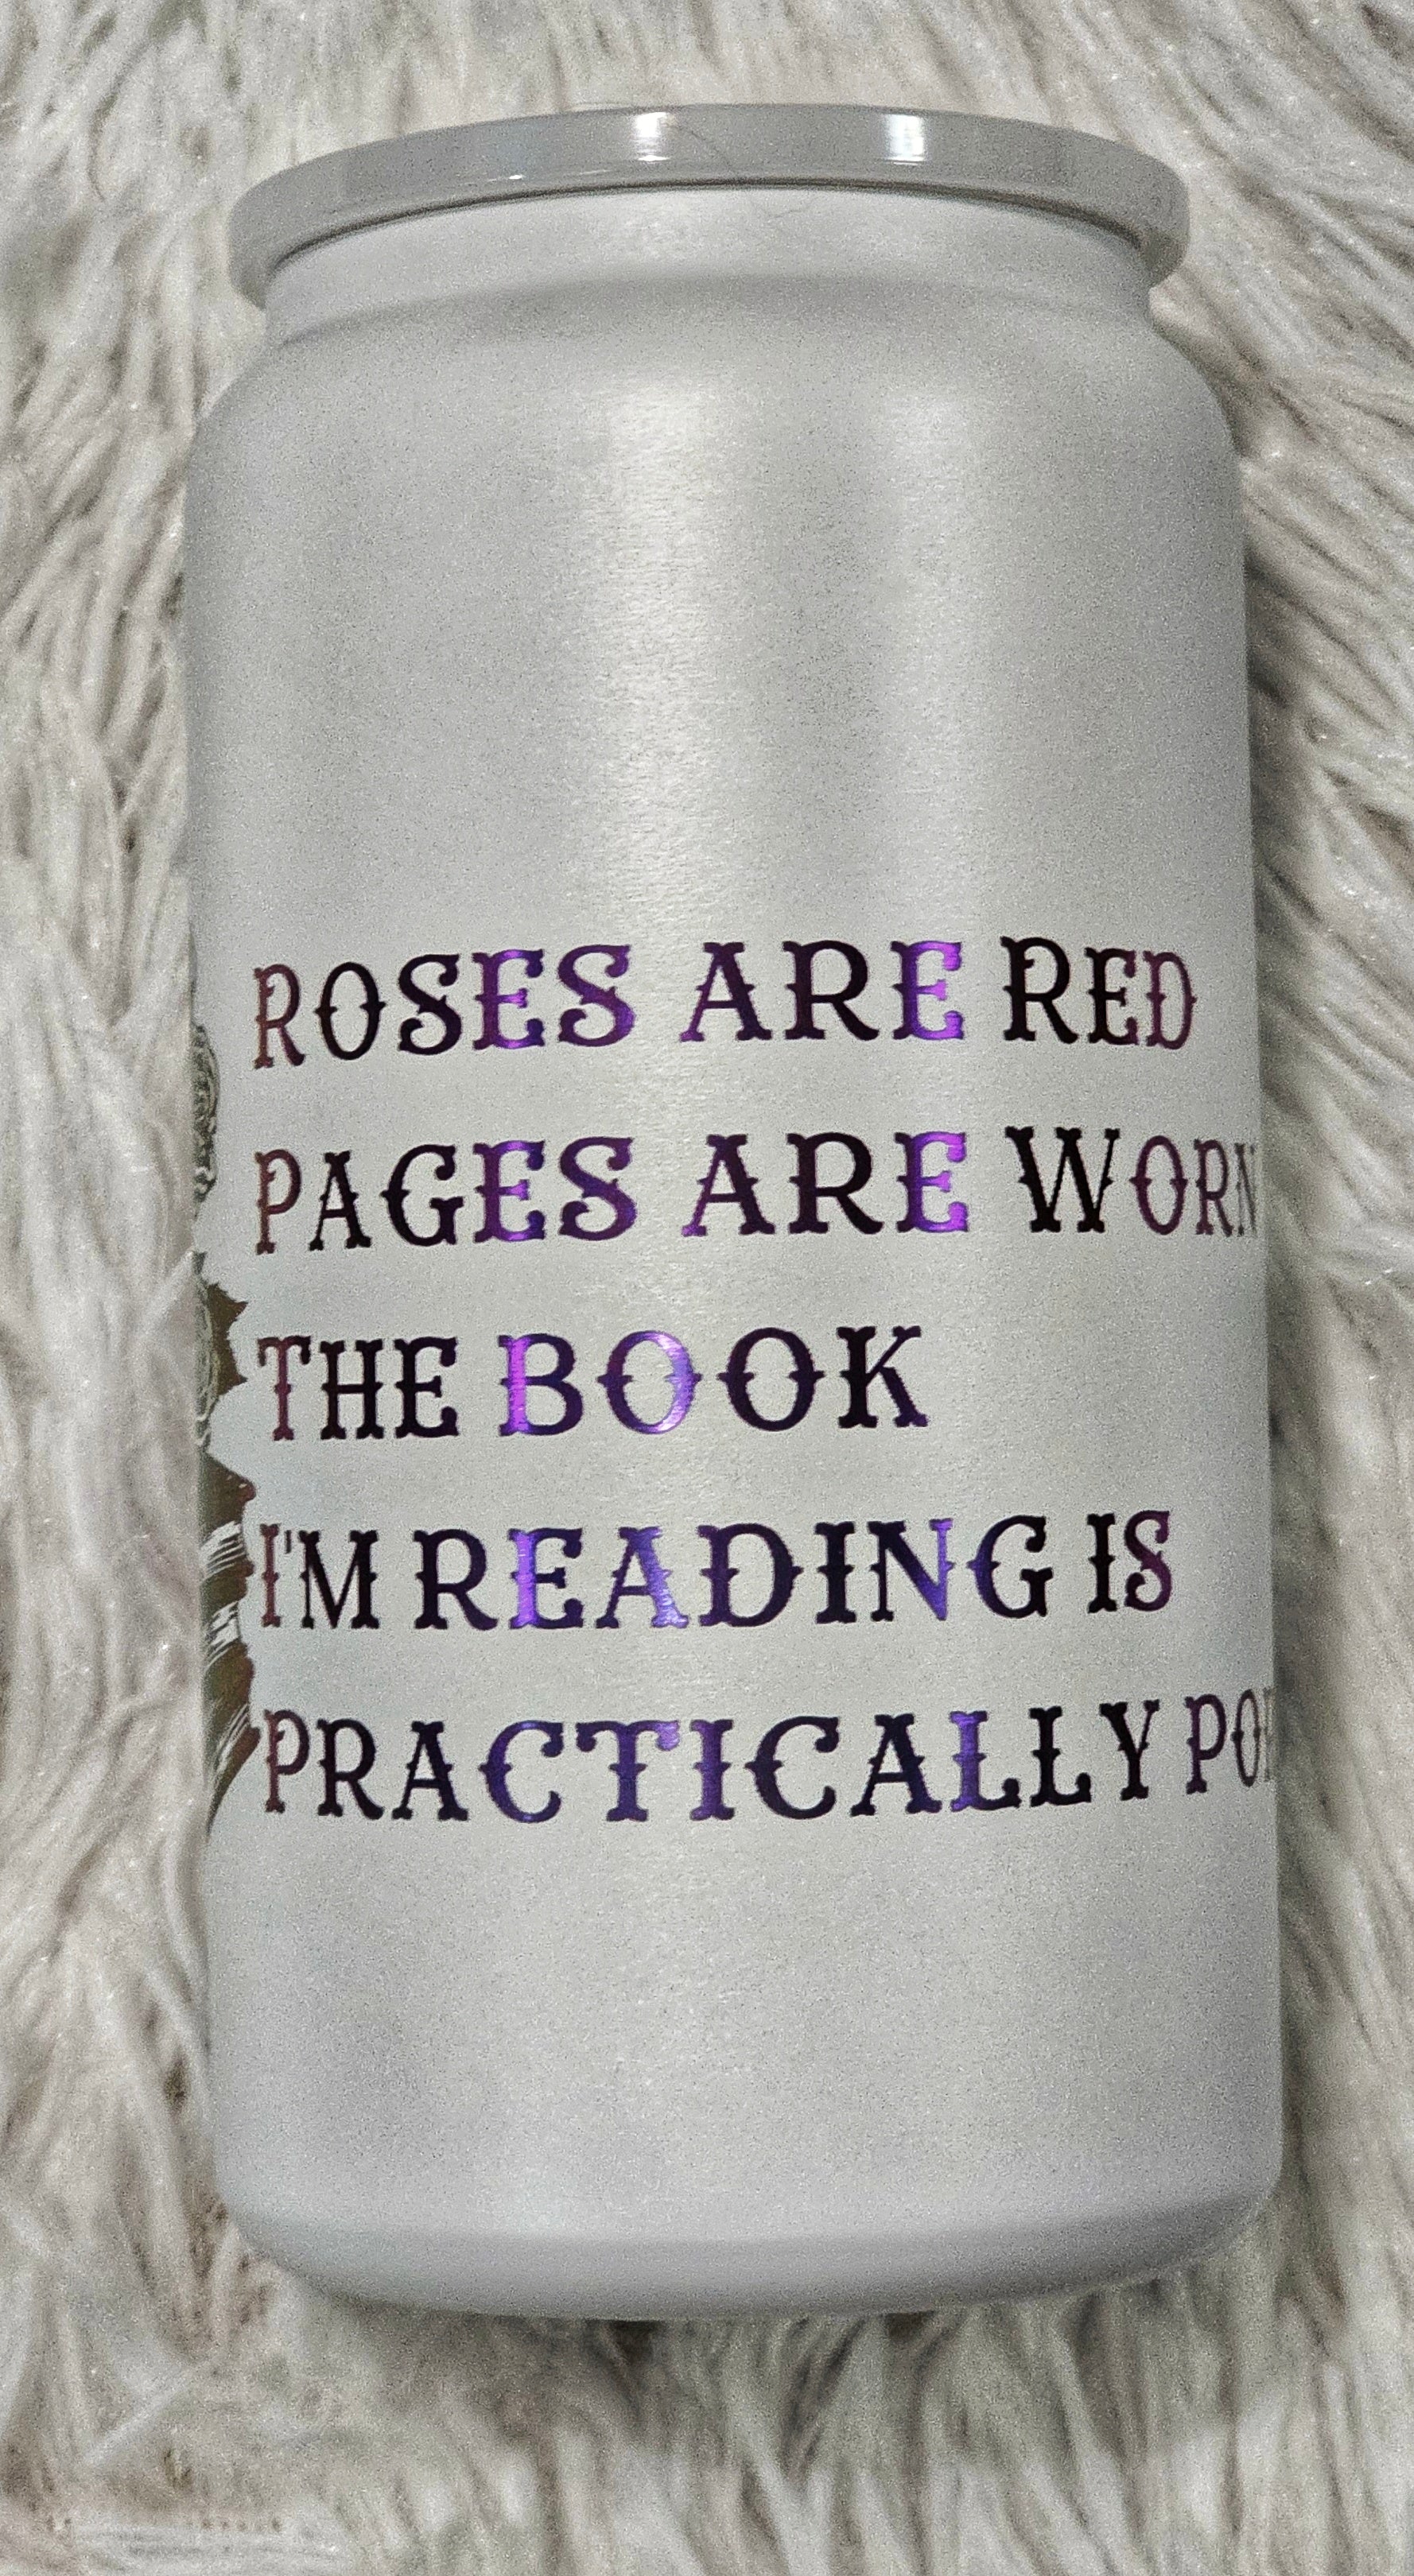 ROSES ARE RED
PAGES ARE WORN
THE BOOK
I'M READING IS
PRACTICALLY